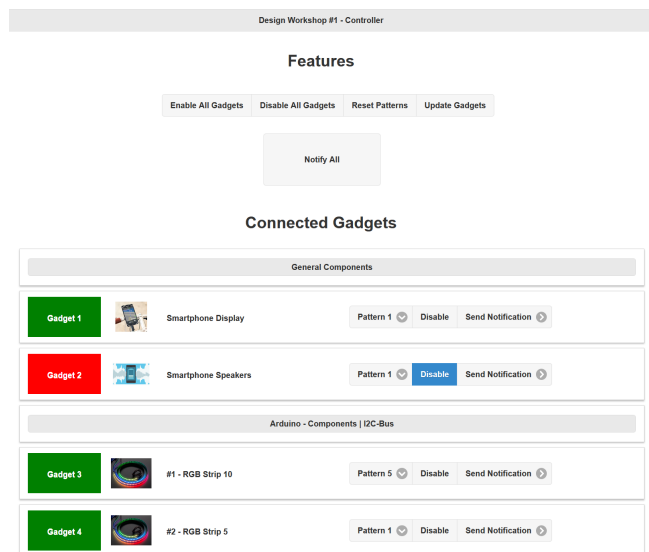 Design Workshop #1 - Controller
Features
Enable All Gadgets Disable All Gadgets Reset Patterns Update Gadgets
Notify All
Connected Gadgets
General Components
Gadget 1 Smartphone Display Pattern 1 Disable Send Notification
Gadget 2 Smartphone Speakers Pattern 1 Disable Send Notification
Arduino - Components | I2C-Bus
Gadget 3 #1 - RGB Strip 10 Pattern 5 Disable Send Notification
Gadget 4 #2 - RGB Strip 5 Pattern 1 Disable Send Notification